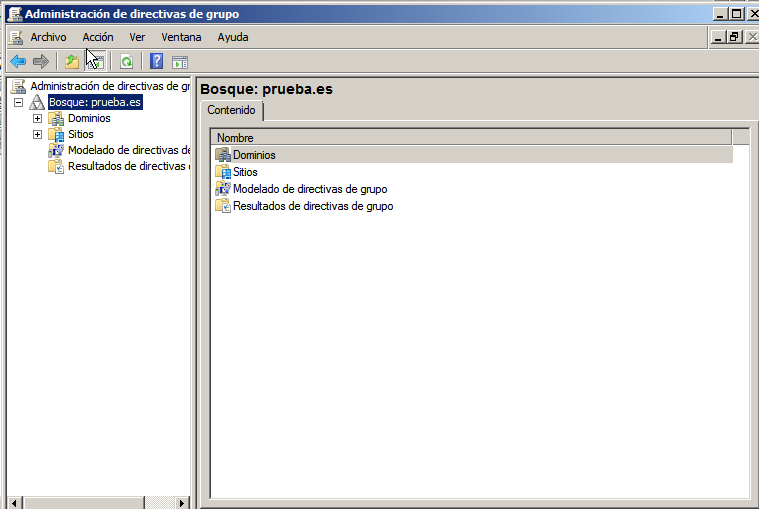 Administración de directivas de grupo
Archivo Acción Ver Ventana Ayuda
Administración de directivas de gr
Bosque: prueba.es
Dominios
Sitios
Modelado de directivas de
Resultados de directivas
Bosque: prueba.es
Contenido
Nombre
Dominios
Sitios
Modelado de directivas de grupo
Resultados de directivas de grupo